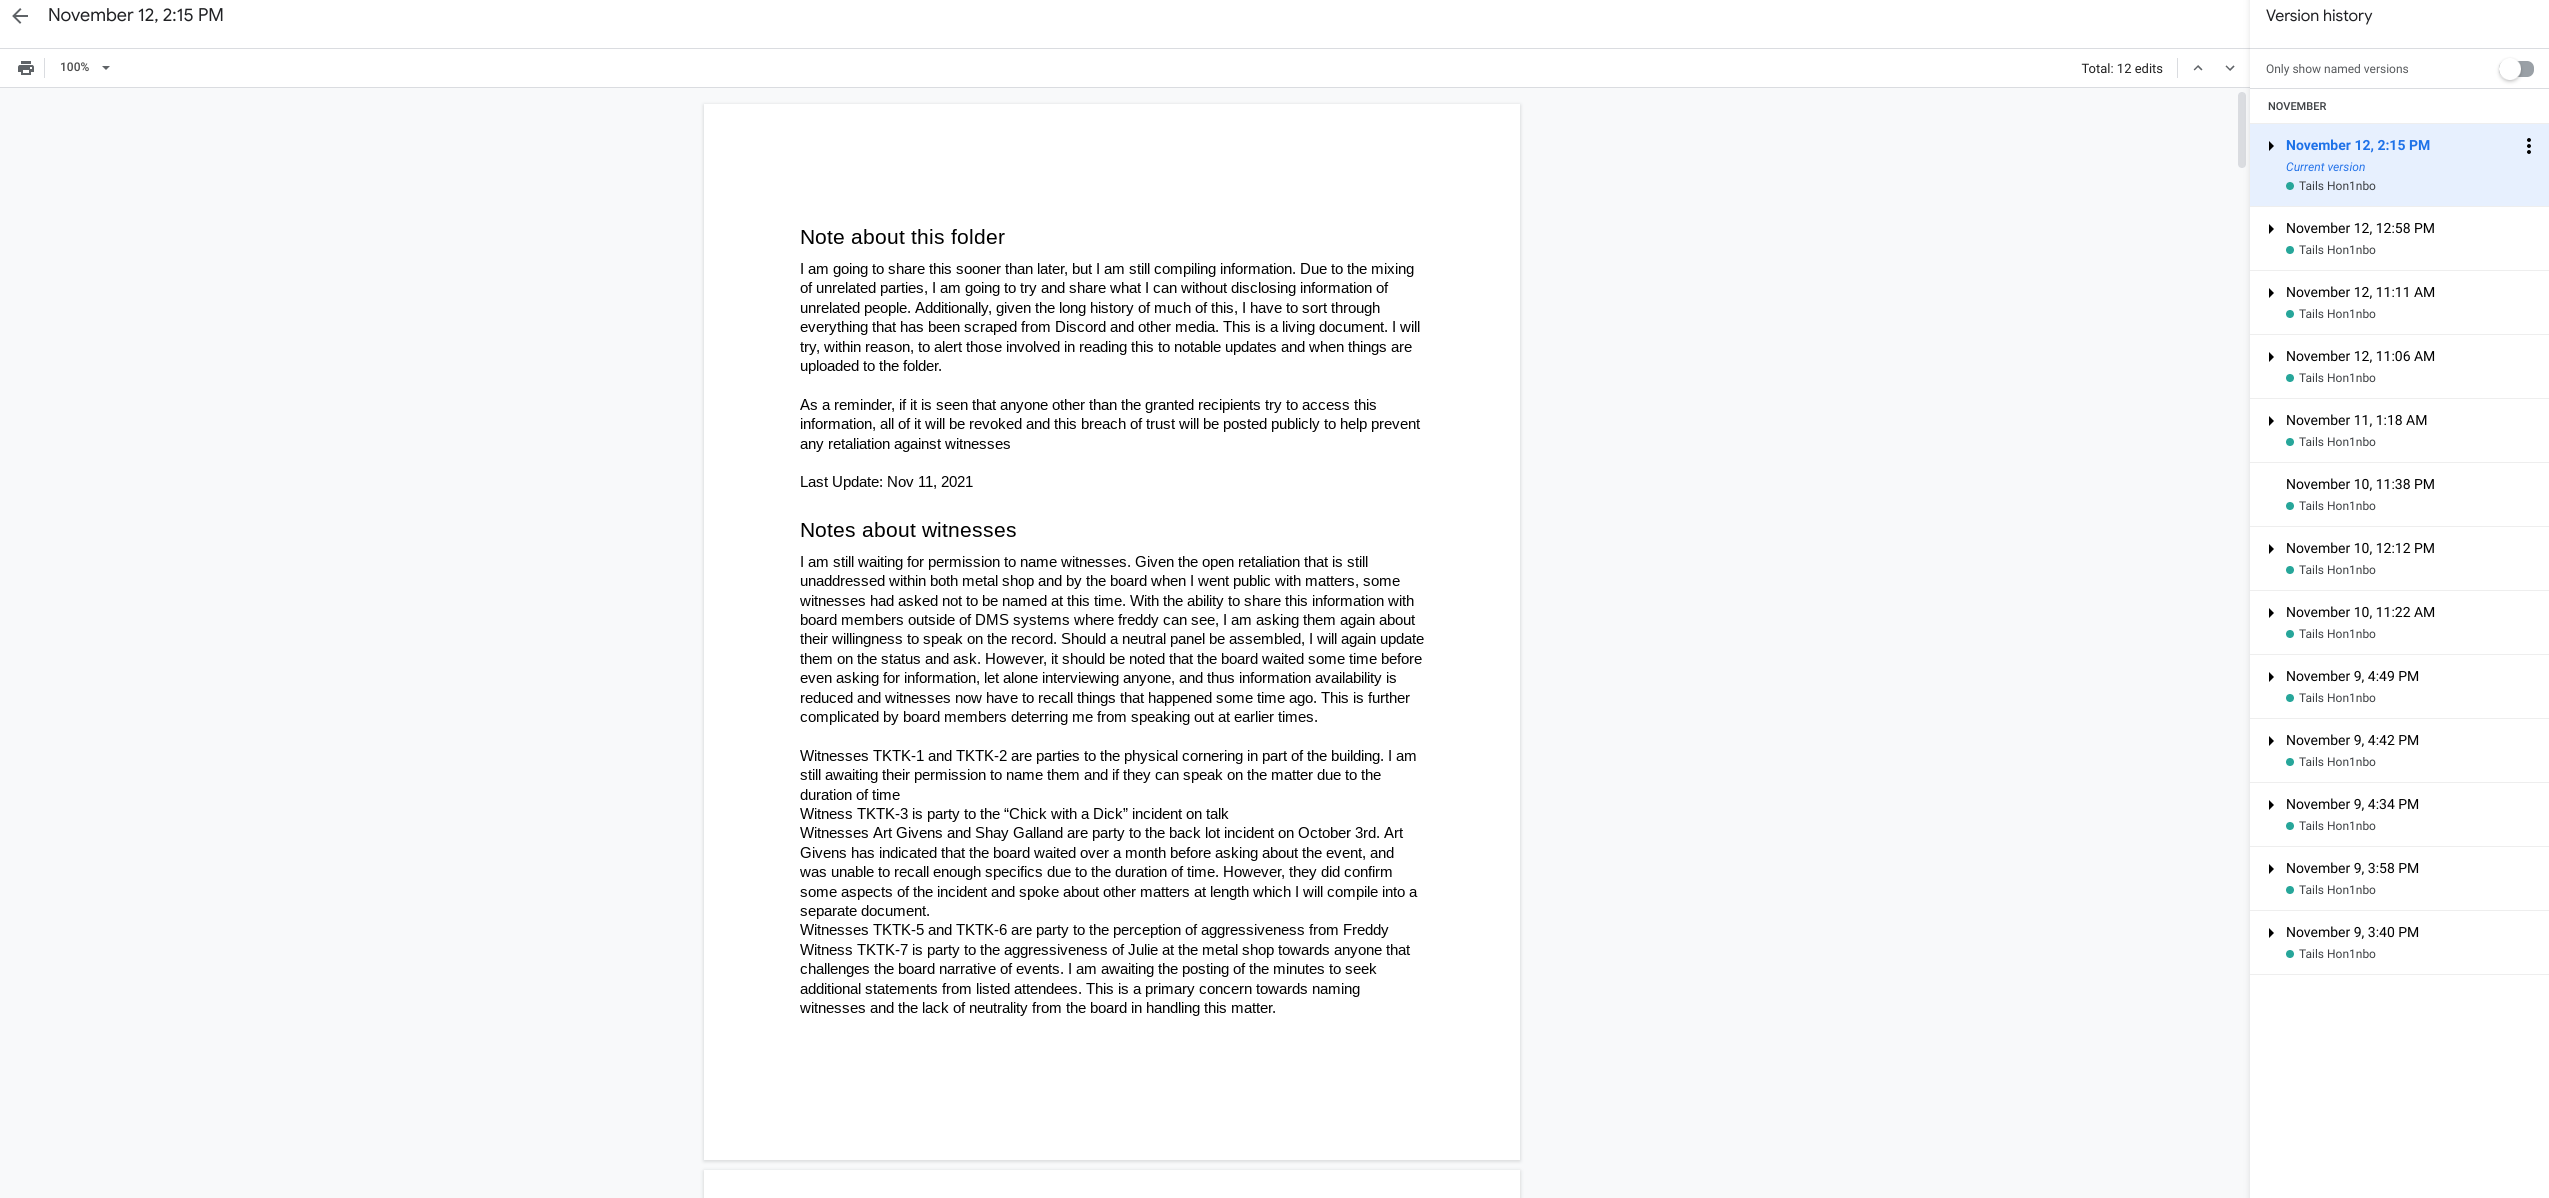 November 12, 2:15 PM
Version history
100%
Total: 12 edits
Only show named versions
NOVEMBER
November 12, 2:15 PM
Current version
Tails Hon1nbo
November 12, 12:58 PM
Tails Hon1nbo
November 12, 11:11 AM
Tails Hon1nbo
November 12, 11:06 AM
Tails Hon1nbo
November 11, 1:18 AM
Tails Hon1nbo
November 10, 11:38 PM
Tails Hon1nbo
November 10, 12:12 PM
Tails Hon1nbo
November 10, 11:22 AM
Tails Hon1nbo
November 9, 4:49 PM
Tails Hon1nbo
November 9, 4:42 PM
Tails Hon1nbo
November 9, 4:34 PM
Tails Hon1nbo
November 9, 3:58 PM
Tails Hon1nbo
November 9, 3:40 PM
Tails Hon1nbo
Note about this folder
I am going to share this sooner than later, but I am still compiling information. Due to the mixing
of unrelated parties, I am going to try and share what I can without disclosing information of
unrelated people. Additionally, given the long history of much of this, I have to sort through
everything that has been scraped from Discord and other media. This is a living document. I will
try, within reason, to alert those involved in reading this to notable updates and when things are
uploaded to the folder.
As a reminder, if it is seen that anyone other than the granted recipients try to access this
information, all of it will be revoked and this breach of trust will be posted publicly to help prevent
any retaliation against witnesses
Last Update: Nov 11, 2021
Notes about witnesses
I am still waiting for permission to name witnesses. Given the open retaliation that is still
unaddressed within both metal shop and by the board when I went public with matters, some
witnesses had asked not to be named at this time. With the ability to share this information with
board members outside of DMS systems where freddy can see, I am asking them again about
their willingness to speak on the record. Should a neutral panel be assembled, I will again update
them on the status and ask. However, it should be noted that the board waited some time before
even asking for information, let alone interviewing anyone, and thus information availability is
reduced and witnesses now have to recall things that happened some time ago. This is further
complicated by board members deterring me from speaking out at earlier times.
Witnesses TKTK-1 and TKTK-2 are parties to the physical cornering in part of the building. I am
still awaiting their permission to name them and if they can speak on the matter due to the
duration of time
Witness TKTK-3 is party to the “Chick with a Dick” incident on talk
Witnesses Art Givens and Shay Galland are party to the back lot incident on October 3rd. Art
Givens has indicated that the board waited over a month before asking about the event, and
was unable to recall enough specifics due to the duration of time. However, they did confirm
some aspects of the incident and spoke about other matters at length which I will compile into a
separate document.
Witnesses TKTK-5 and TKTK-6 are party to the perception of aggressiveness from Freddy
Witness TKTK-7 is party to the aggressiveness of Julie at the metal shop towards anyone that
challenges the board narrative of events. I am awaiting the posting of the minutes to seek
additional statements from listed attendees. This is a primary concern towards naming
witnesses and the lack of neutrality from the board in handling this matter.